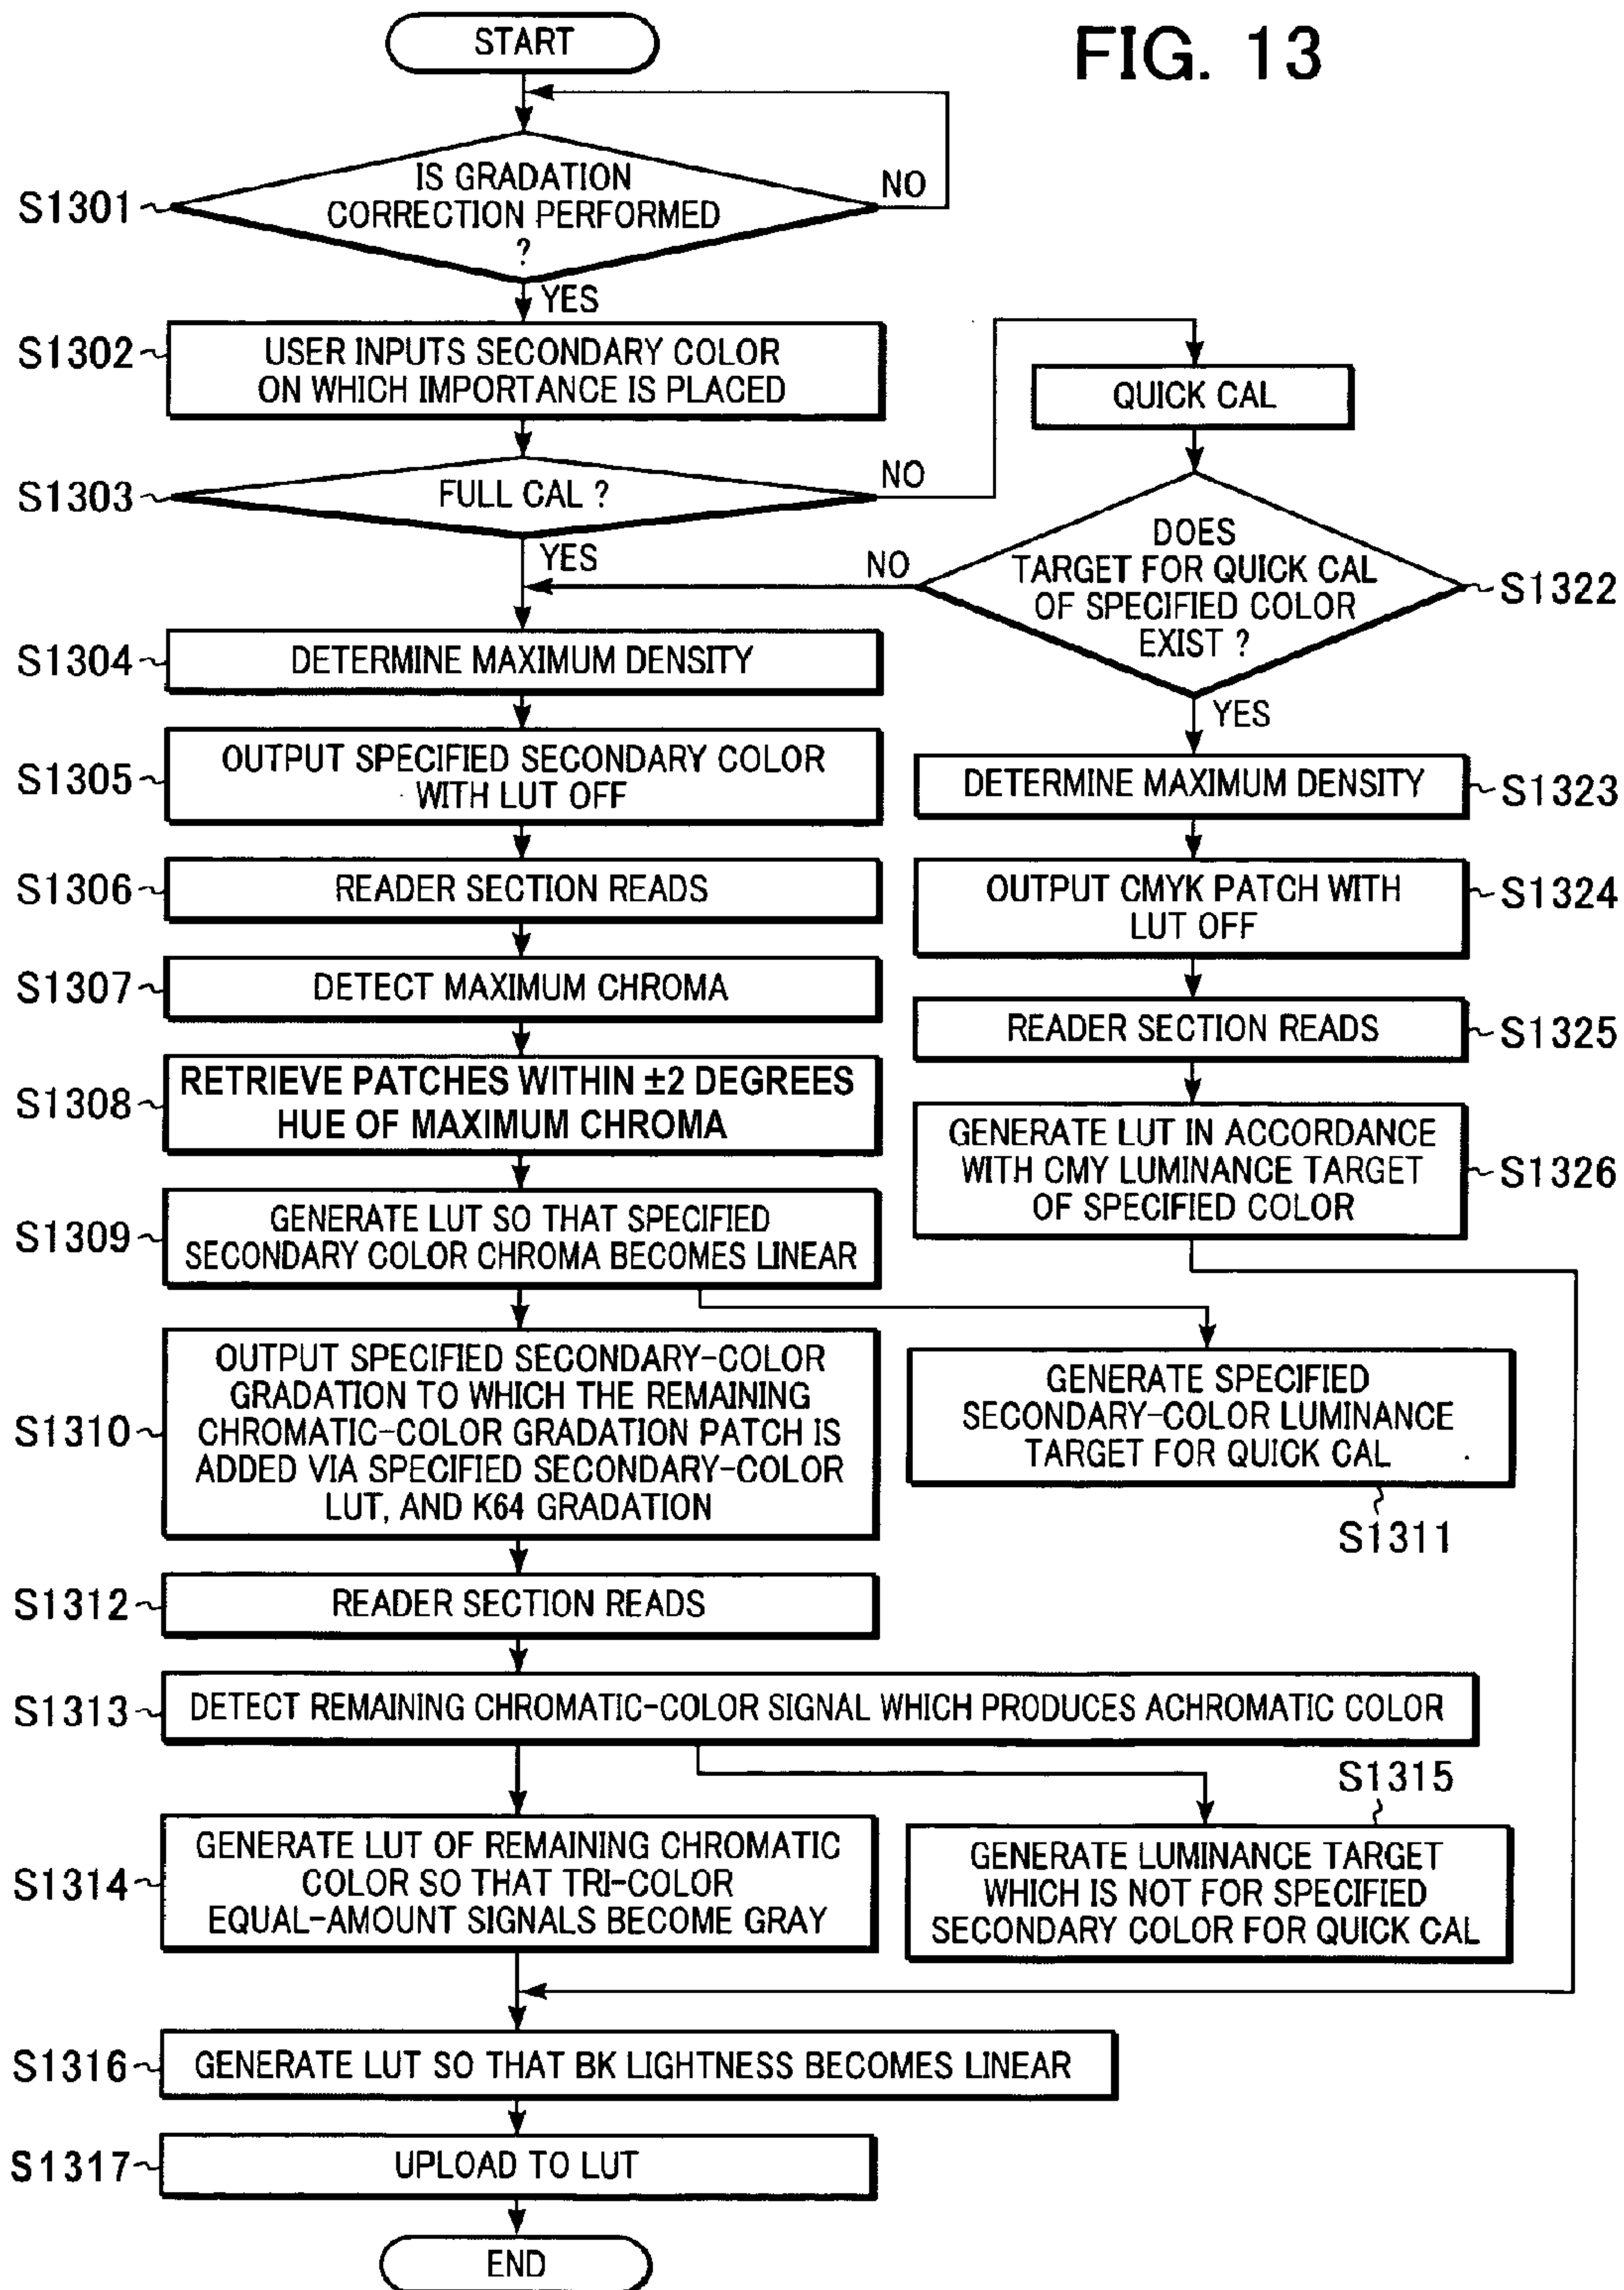 FIG. 13
START
IS GRADATION
CORRECTION PERFORMED
?
NO
S1301
YES
S1302
USER INPUTS SECONDARY COLOR
ON WHICH IMPORTANCE IS PLACED
QUICK CAL
S1303
FULL CAL ?
NO
YES
DOES
TARGET FOR QUICK CAL
OF SPECIFIED COLOR
EXIST ?
NO
S1322
YES
S1304
DETERMINE MAXIMUM DENSITY
S1305
OUTPUT SPECIFIED SECONDARY COLOR
WITH LUT OFF
DETERMINE MAXIMUM DENSITY
S1323
S1306
READER SECTION READS
OUTPUT CMYK PATCH WITH
LUT OFF
S1324
S1307
DETECT MAXIMUM CHROMA
READER SECTION READS
S1325
S1308
RETRIEVE PATCHES WITHIN ±2 DEGREES
HUE OF MAXIMUM CHROMA
GENERATE LUT IN ACCORDANCE
WITH CMY LUMINANCE TARGET
OF SPECIFIED COLOR
S1326
S1309
GENERATE LUT SO THAT SPECIFIED
SECONDARY COLOR CHROMA BECOMES LINEAR
S1310
OUTPUT SPECIFIED SECONDARY-COLOR
GRADATION TO WHICH THE REMAINING
CHROMATIC-COLOR GRADATION PATCH IS
ADDED VIA SPECIFIED SECONDARY-COLOR
LUT, AND K64 GRADATION
GENERATE SPECIFIED
SECONDARY-COLOR LUMINANCE
TARGET FOR QUICK CAL
S1311
S1312
READER SECTION READS
S1313
DETECT REMAINING CHROMATIC-COLOR SIGNAL WHICH PRODUCES ACHROMATIC COLOR
S1315
S1314
GENERATE LUT OF REMAINING CHROMATIC
COLOR SO THAT TRI-COLOR
EQUAL-AMOUNT SIGNALS BECOME GRAY
GENERATE LUMINANCE TARGET
WHICH IS NOT FOR SPECIFIED
SECONDARY COLOR FOR QUICK CAL
S1316
GENERATE LUT SO THAT BK LIGHTNESS BECOMES LINEAR
S1317
UPLOAD TO LUT
END